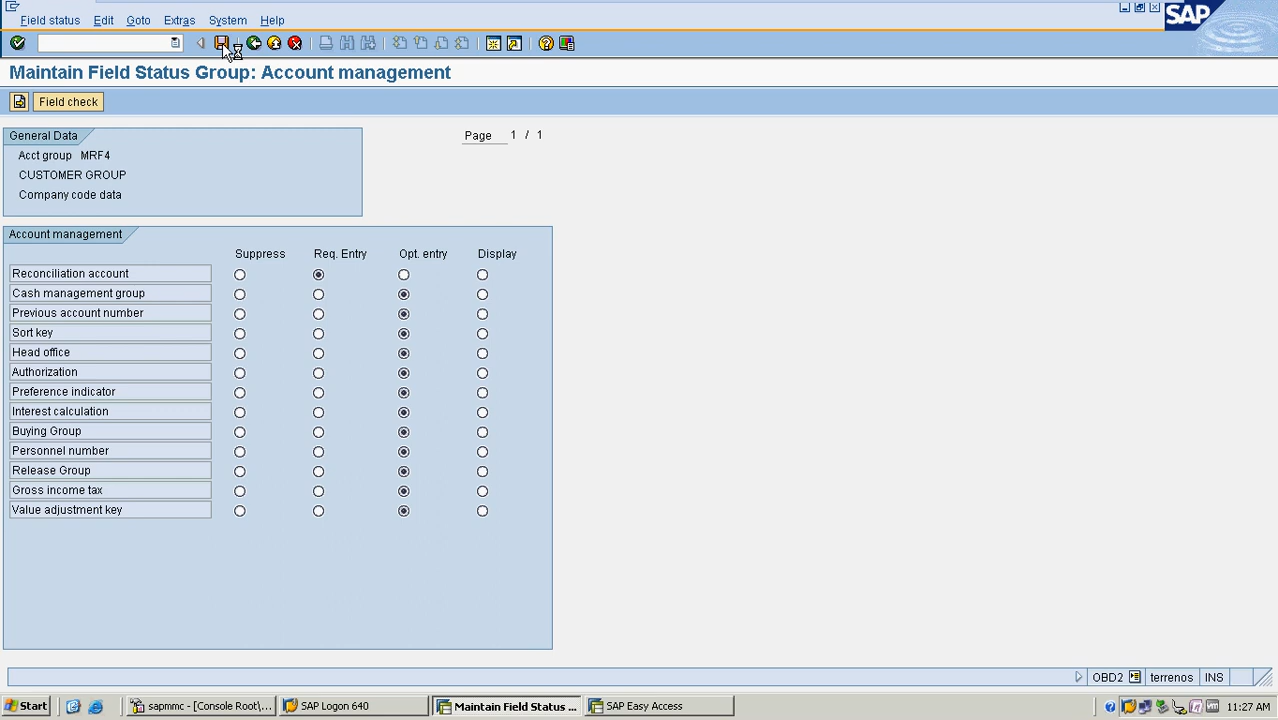 Field status Edit Goto Extras System Help
SAP
Maintain Field Status Group: Account management
Field check
General Data
Page 1 / 1
Acct group MRF4
CUSTOMER GROUP
Company code data
Account management
Suppress Req. Entry Opt. entry Display
Reconciliation account
Cash management group
Previous account number
Sort key
Head office
Authorization
Preference indicator
Interest calculation
Buying Group
Personnel number
Release Group
Gross income tax
Value adjustment key
OBD2 terrenos INS
Start sapmmc - [Console Root\... SAP Logon 640 Maintain Field Status ... SAP Easy Access 11:27 AM